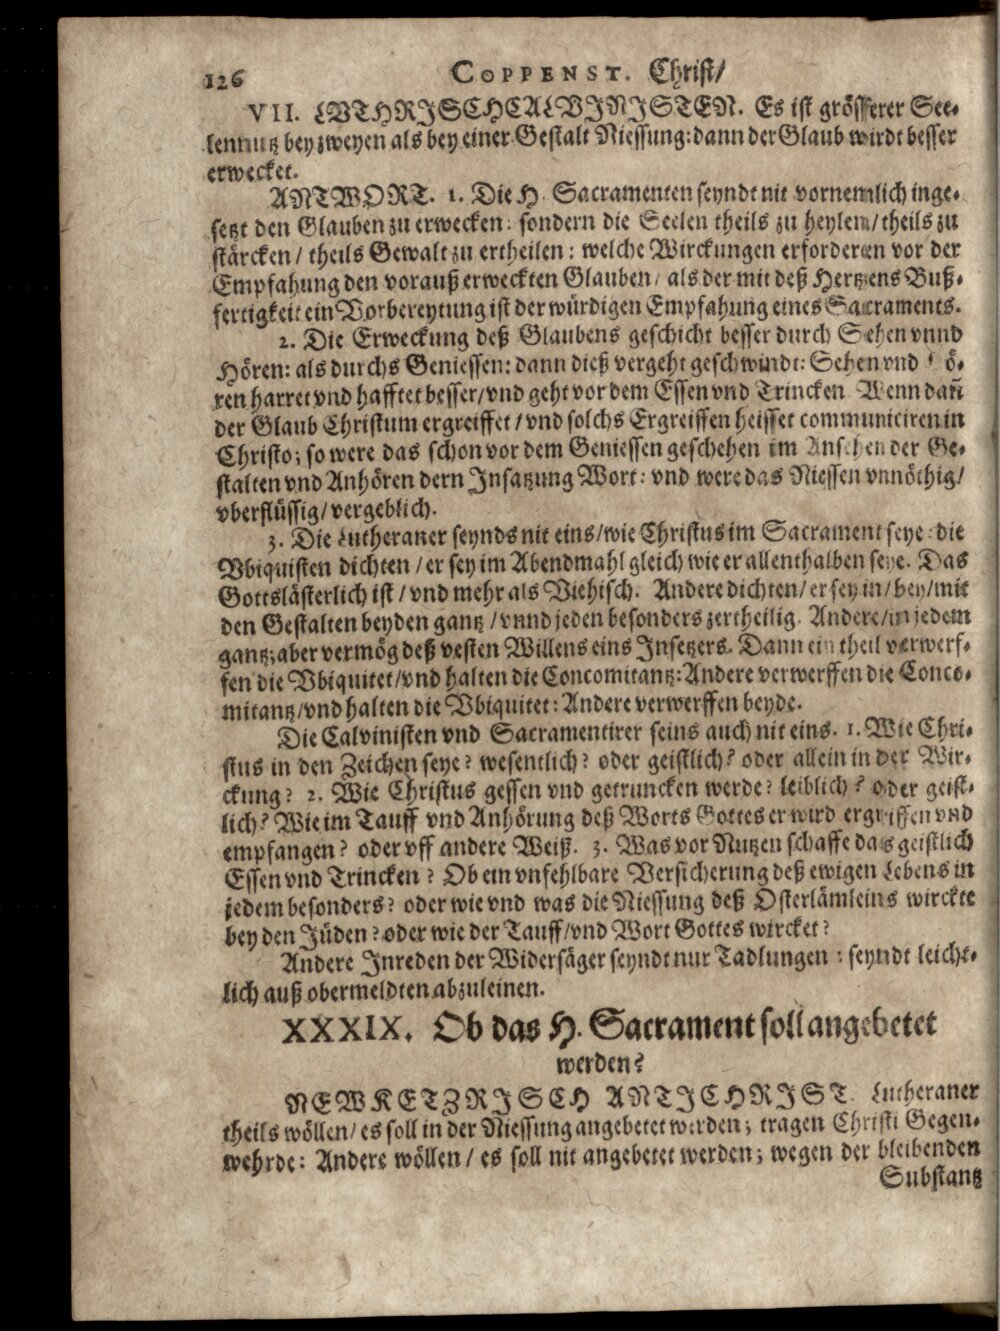 126 COPPENST. Christ/
VII. LVTHRISCHCALVINISTEN. Es ist grösserer See-
lennutz bey zweyen als bey einer Gestalt Niessung: dann der Glaub wirdt besser
erwecket.
ANTWORT. 1. Die H. Sacramenten seyndt nit vornemlich inge-
setzt den Glauben zu erwecken: sondern die Seelen theils zu heylen/ theils zu
stärcken/ theils Gewalt zu ertheilen: welche Wirckungen erforderen vor der
Empfahung den vorauß erweckten Glauben/ als der mit deß Hertzens Buß-
fertigkeit ein Vorbereytung ist der würdigen Empfahung eines Sacraments.
2. Die Erweckung deß Glaubens geschicht besser durch Sehen vnnd
Hören: als durchs Geniessen: dann dieß vergeht geschwindt: Sehen vnd Hö-
ren harret vnd hafftet besser/ vnd geht vor dem Essen vnd Trincken Wenn dañ
der Glaub Christum ergreiffet/ vnd solchs Ergreiffen heisset communiciren in
Christo; so were das schon vor dem Geniessen geschehen im Ansehen der Ge-
stalten vnd Anhören dern Insatzung Wort: vnd were das Niessen vnnöthig/
vberflüssig/ vergeblich.
3. Die Lutheraner seynds nit eins/ wie Christus im Sacrament seye: die
Vbiquisten dichten/ er sey im Abendmahl gleich wie er allenthalben seye. Das
Gottslästerlich ist/ vnd mehr als Viehisch. Andere dichten/ er sey in/ bey/ mit
den Gestalten beyden gantz/ vnnd jeden besonders zertheilig. Andere/ in jedem
gantz; aber vermög deß vesten Willens eins Insetzers. Dann ein theil verwerf-
fen die Vbiquitet/ vnd halten die Concomitantz: Andere verwerffen die Conco-
mitantz/ vnd halten die Vbiquitet: Andere verwerffen beyde.
Die Calvinisten vnd Sacramentirer seins auch nit eins. 1. Wie Chri-
stus in den Zeichen seye? wesentlich? oder geistlich? oder allein in der Wir-
ckung? 2. Wie Christus gessen vnd getruncken werde? leiblich? oder geist-
lich? Wie im Tauff vnd Anhörung deß Worts Gottes er wird ergriffen vnd
empfangen? oder vff andere Weiß. 3. Was vor Nutzen schaffe das geistlich
Essen vnd Trincken? Ob ein vnfehlbare Versicherung deß ewigen Lebens in
jedem besonders? oder wie vnd was die Niessung deß Osterlämleins wirckte
bey den Jüden? oder wie der Tauff/ vnd Wort Gottes wircket?
Andere Inreden der Widersäger seyndt nur Tadlungen: seyndt leicht-
lich auß obermeldten abzuleinen.
XXXIX. Ob das H. Sacrament soll angebetet
werden?
NEWKETZRISCH ANTICHRIST. Lutheraner
theils wöllen/ es soll in der Niessung angebetet werden; tragen Christi Gegen-
wehrde: Andere wöllen/ es soll nit angebetet werden; wegen der bleibenden
Substantz